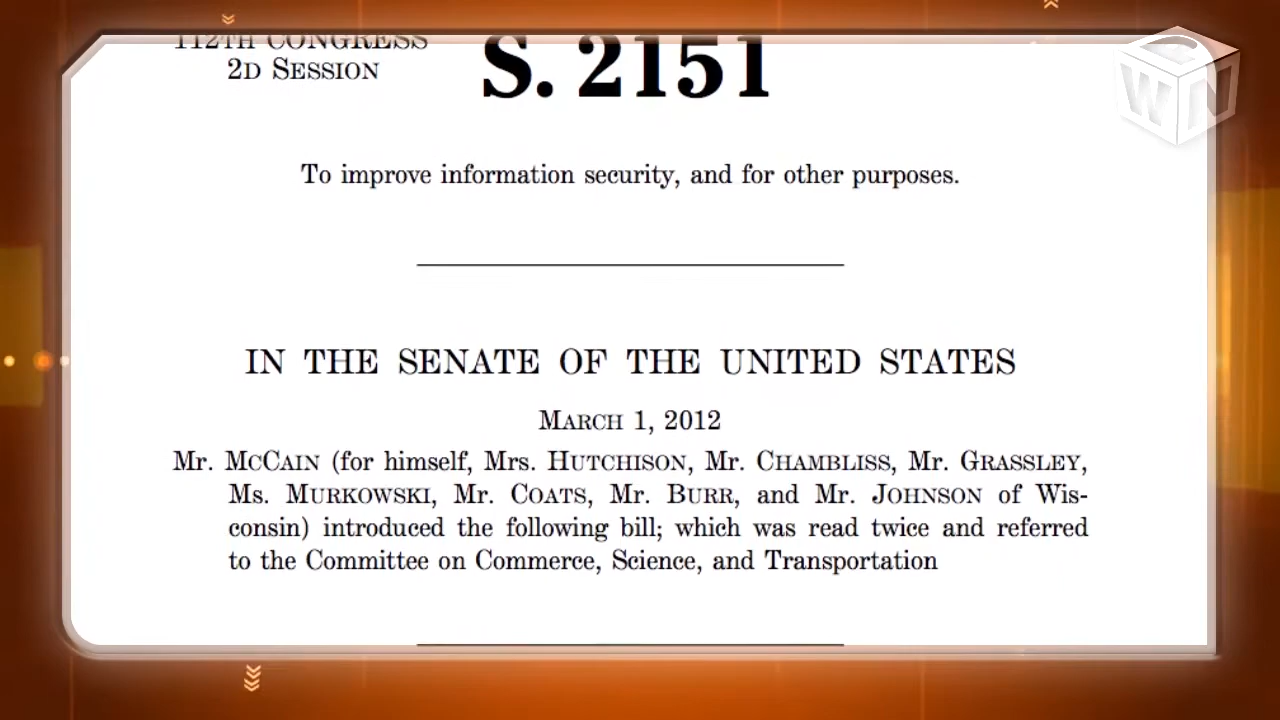 112TH CONGRESS
2D SESSION
S. 2151
To improve information security, and for other purposes.
IN THE SENATE OF THE UNITED STATES
MARCH 1, 2012
Mr. MCCAIN (for himself, Mrs. HUTCHISON, Mr. CHAMBLISS, Mr. GRASSLEY,
Ms. MURKOWSKI, Mr. COATS, Mr. BURR, and Mr. JOHNSON of Wis-
consin) introduced the following bill; which was read twice and referred
to the Committee on Commerce, Science, and Transportation